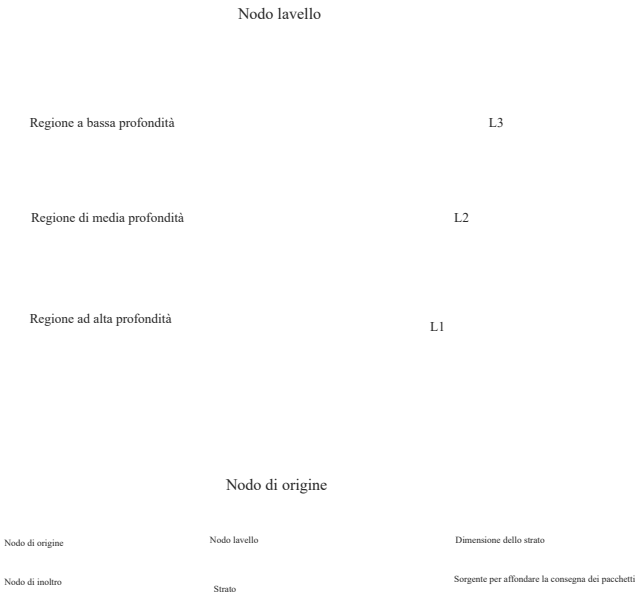 Nodo lavello
Regione a bassa profondità
L3
Regione di media profondità
L2
Regione ad alta profondità
L1
Nodo di origine
Nodo di origine
Nodo lavello
Dimensione dello strato
Nodo di inoltro
Strato
Sorgente per affondare la consegna dei pacchetti